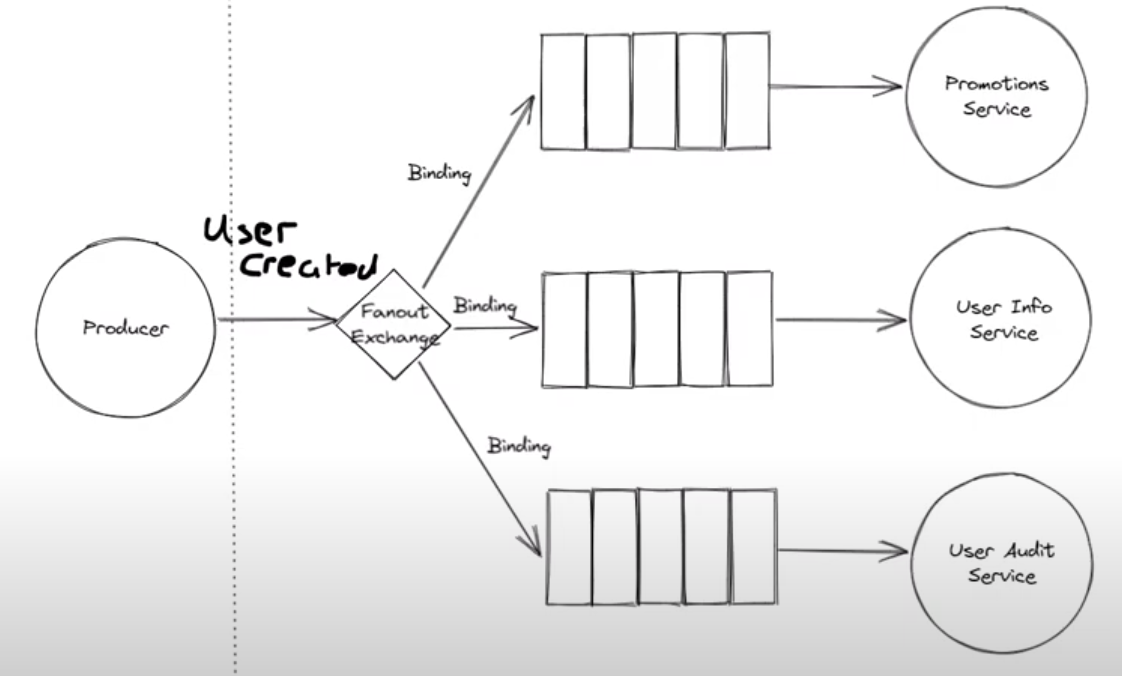 Promotions
Service
Binding
User
Created
Producer
Fanout
Exchange
Binding
User Info
Service
Binding
User Audit
Service